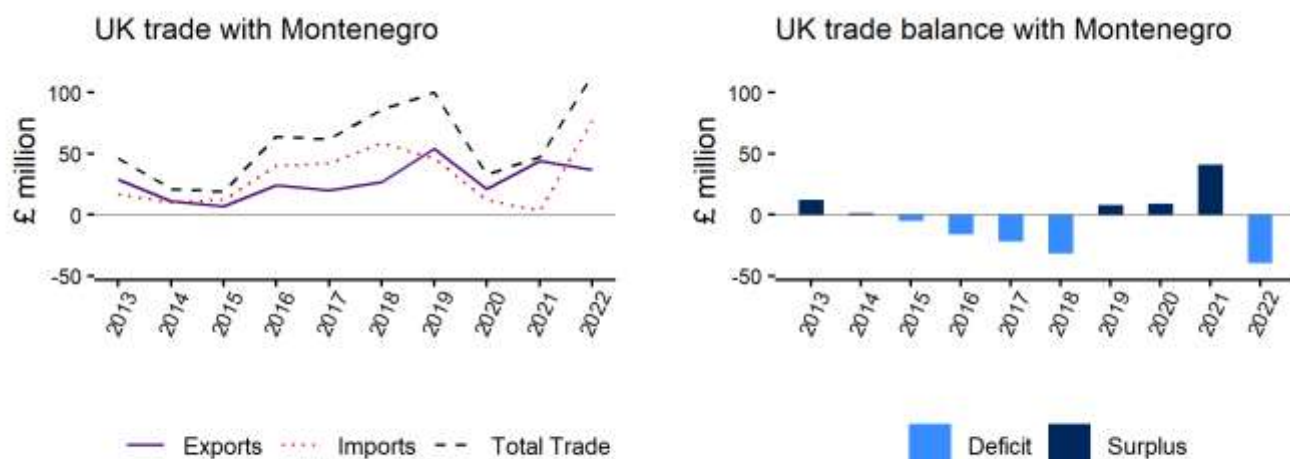 UK trade with Montenegro
£ million
100
50
0
-50
2013 2014 2015 2016 2017 2018 2019 2020 2021 2022
Exports Imports Total Trade
UK trade balance with Montenegro
£ million
100
50
0
-50
2013 2014 2015 2016 2017 2018 2019 2020 2021 2022
Deficit Surplus